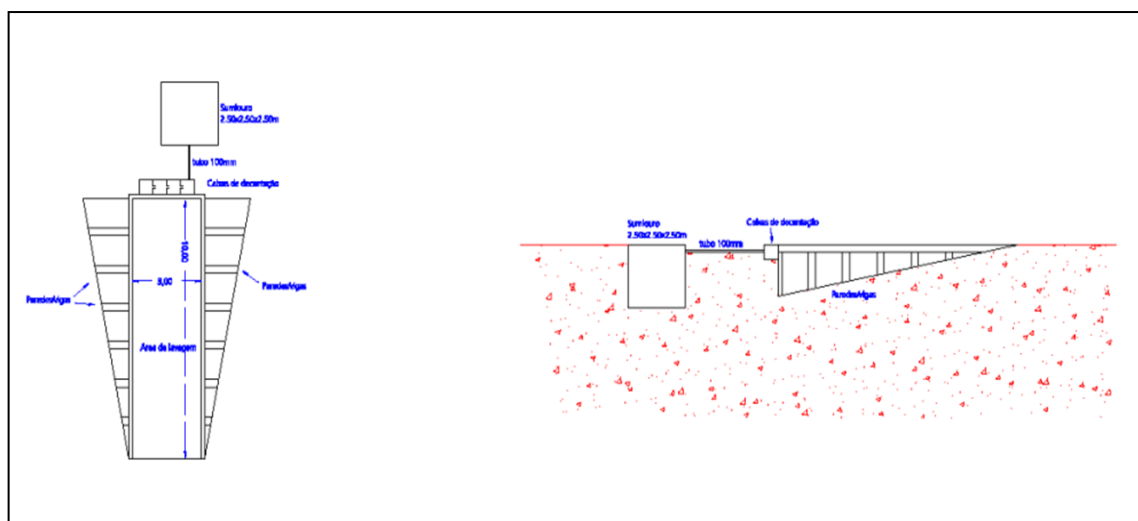 Sumidouro
2.50x2.50x2.50m
tubo 100mm
Caixas de decantação
10,00
3,00
Paredes/vigas
Paredes/vigas
Area de lavagem
Sumidouro
2.50x2.50x2.50m
tubo 100mm
Caixas de decantação
Paredes/vigas